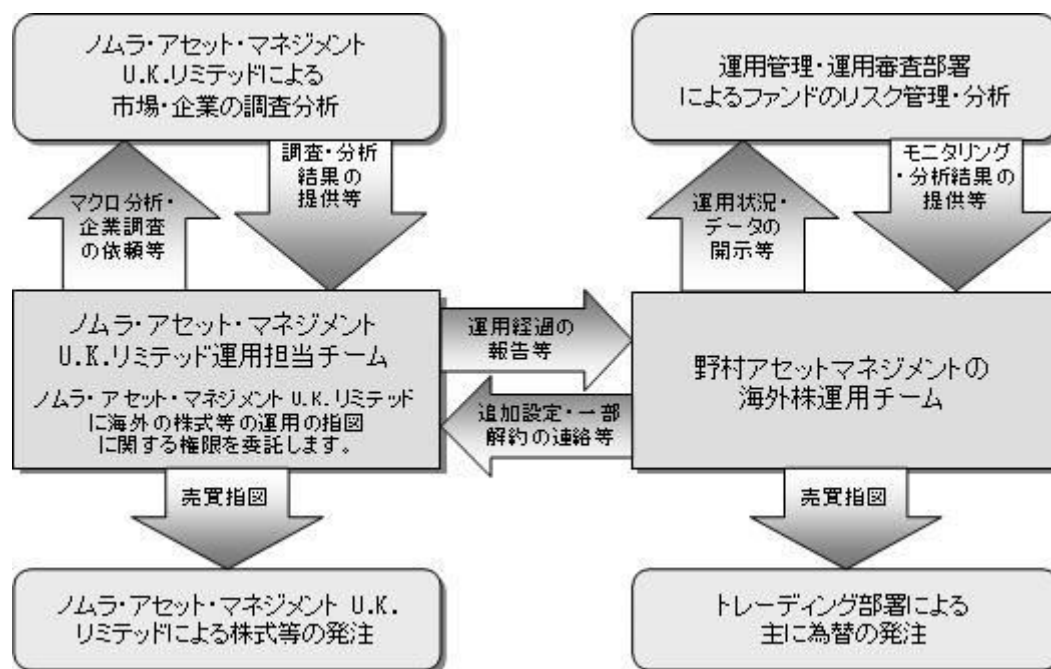 ノムラ・アセット・マネジメント
U.K.リミテッドによる
市場・企業の調査分析
運用管理・運用審査部署
によるファンドのリスク管理・分析
マクロ分析・
企業調査
の依頼等
調査・分析
結果の
提供等
運用状況・
データの
開示等
モニタリング
・分析結果の
提供等
ノムラ・アセット・マネジメント
U.K.リミテッド運用担当チーム
ノムラ・アセット・マネジメント U.K.リミテッド
に海外の株式等の運用の指図
に関する権限を委託します。
運用経過の
報告等
追加設定・一部
解約の連絡等
野村アセットマネジメントの
海外株運用チーム
売買指図
売買指図
ノムラ・アセット・マネジメント U.K.
リミテッドによる株式等の発注
トレーディング部署による
主に為替の発注